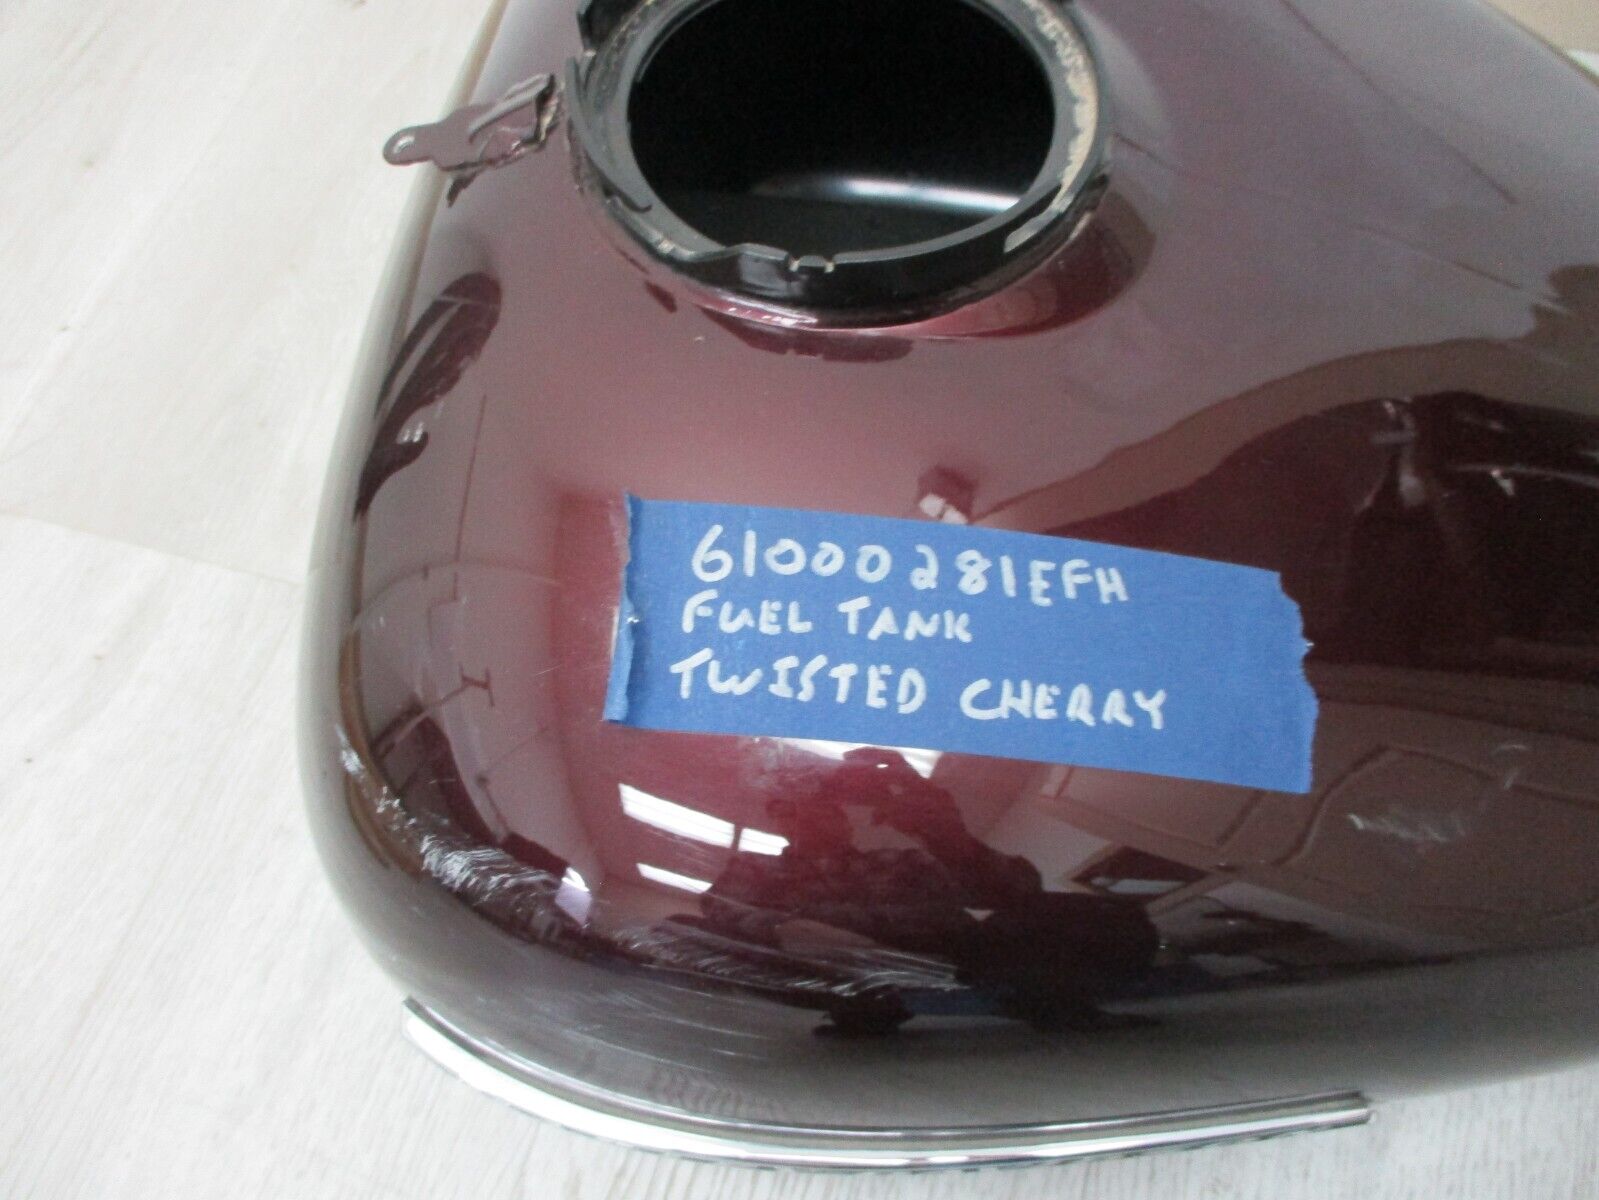 61000281EFH
FUEL TANK
TWISTED CHERRY